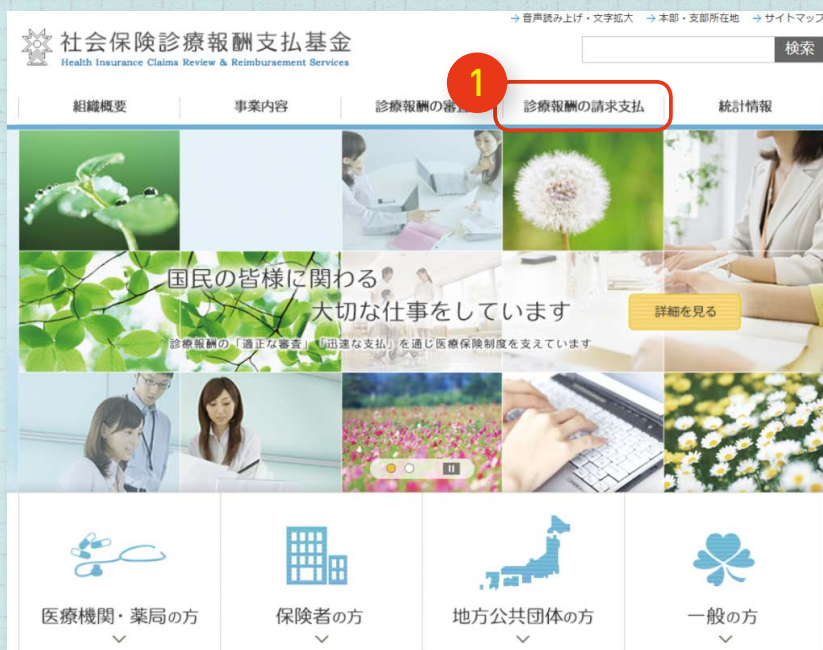 → 音声読み上げ・文字拡大 → 本部・支部所在地 → サイトマップ
社会保険診療報酬支払基金
Health Insurance Claims Review & Reimbursement Services
検索
1
組織概要 事業内容 診療報酬の審 診療報酬の請求支払 統計情報
国民の皆様に関わる
大切な仕事をしています
詳細を見る
診療報酬の「適正な審査」「迅速な支払」を通じ医療保険制度を支えています
医療機関・薬局の方 保険者の方 地方公共団体の方 一般の方